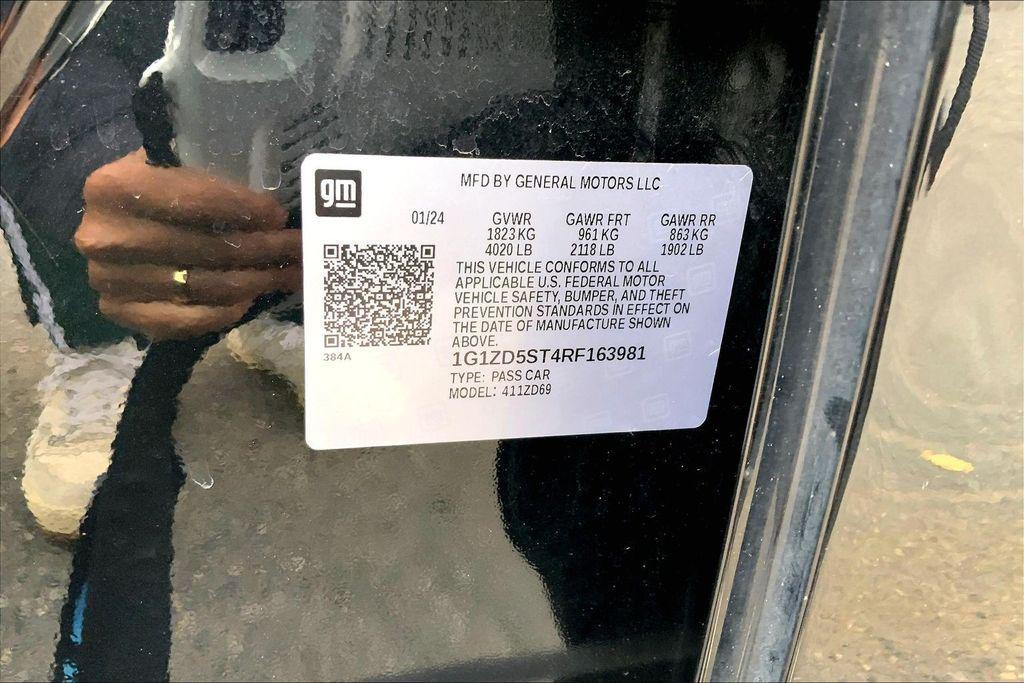 gm
MFD BY GENERAL MOTORS LLC
01/24 GVWR GAWR FRT GAWR RR
1823 KG 961 KG 863 KG
4020 LB 2118 LB 1902 LB
THIS VEHICLE CONFORMS TO ALL
APPLICABLE U.S. FEDERAL MOTOR
VEHICLE SAFETY, BUMPER, AND THEFT
PREVENTION STANDARDS IN EFFECT ON
THE DATE OF MANUFACTURE SHOWN
ABOVE.
384A
1G1ZD5ST4RF163981
TYPE: PASS CAR
MODEL: 411ZD69